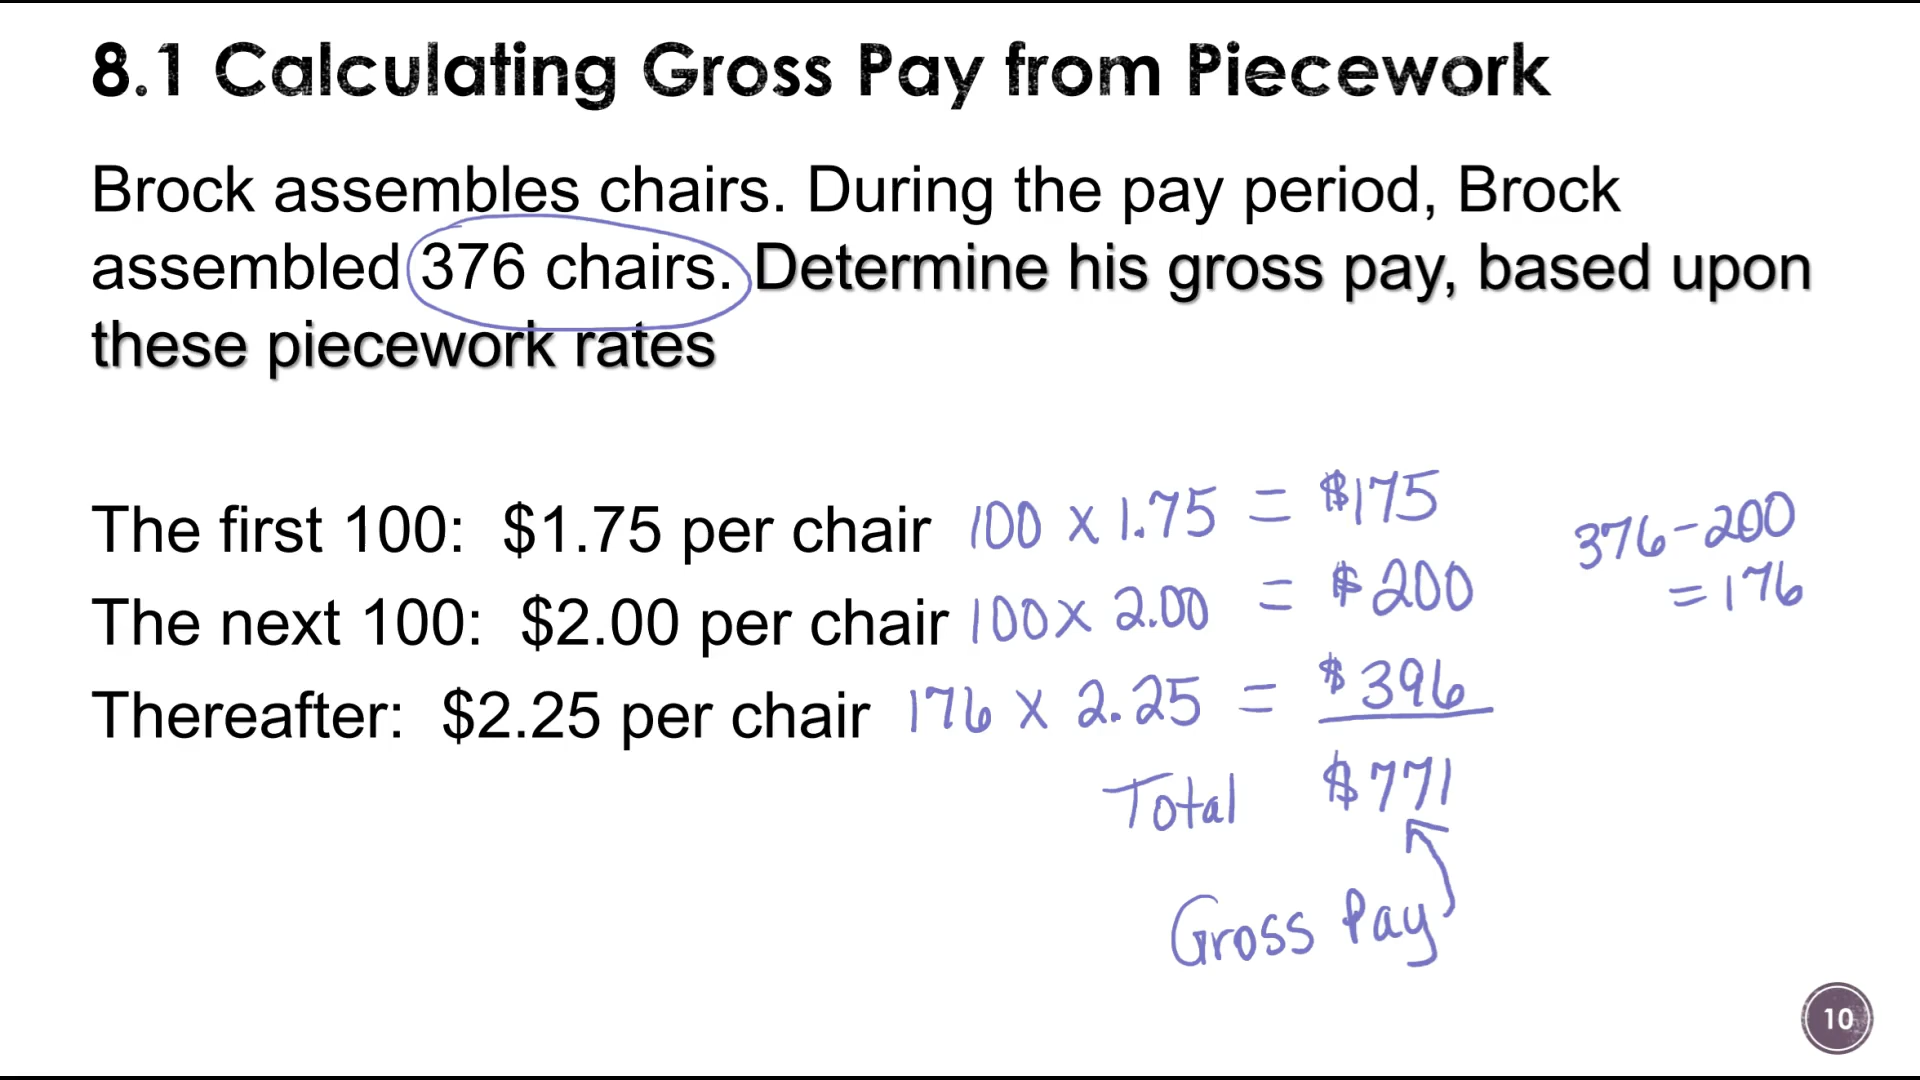 8.1 Calculating Gross Pay from Piecework
Brock assembles chairs. During the pay period, Brock
assembled 376 chairs. Determine his gross pay, based upon
these piecework rates
The first 100: $1.75 per chair 100 x 1.75 = $175
376-200
= 176
The next 100: $2.00 per chair 100 x 2.00 = $200
Thereafter: $2.25 per chair 176 x 2.25 = $396
Total $771
Gross Pay
10